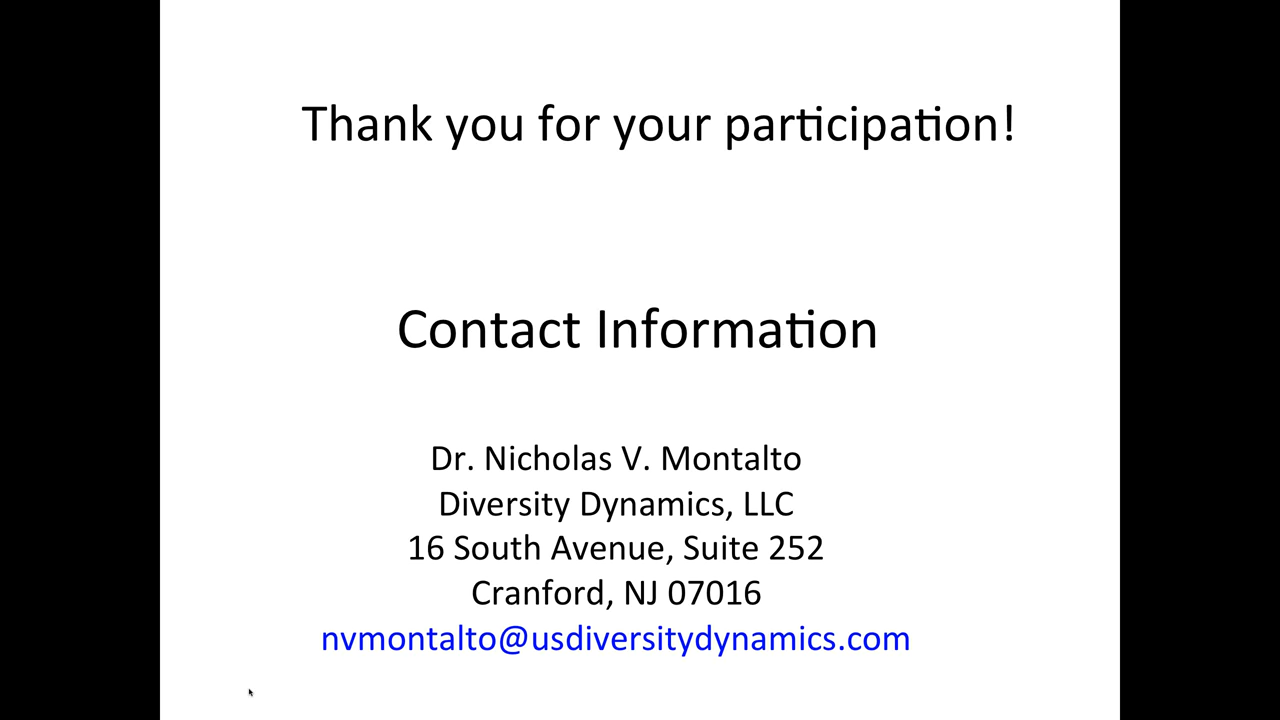 Thank you for your participation!
Contact Information
Dr. Nicholas V. Montalto
Diversity Dynamics, LLC
16 South Avenue, Suite 252
Cranford, NJ 07016
nvmontalto@usdiversitydynamics.com